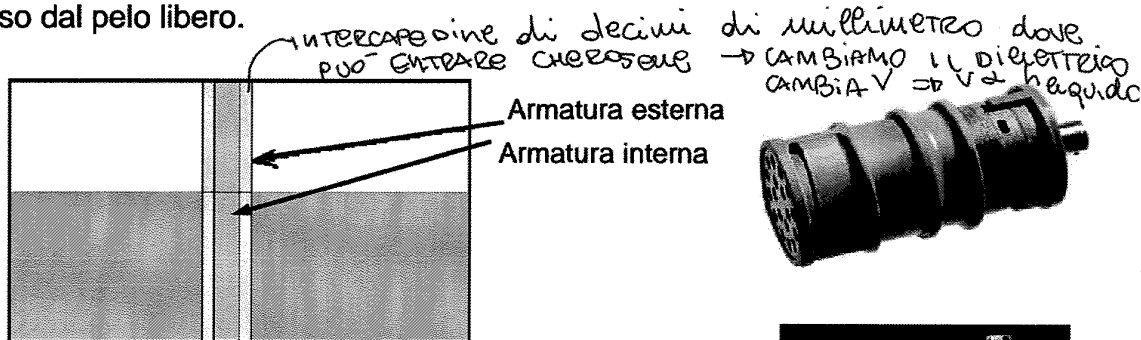 so dal pelo libero.
INTERCAPEDINE di decimi di millimetro dove
PUO' ENTRARE CHEROSENE → CAMBIAMO IL DIELETTRICO
CAMBIA V ⇒ V α h liquido
Armatura esterna
Armatura interna